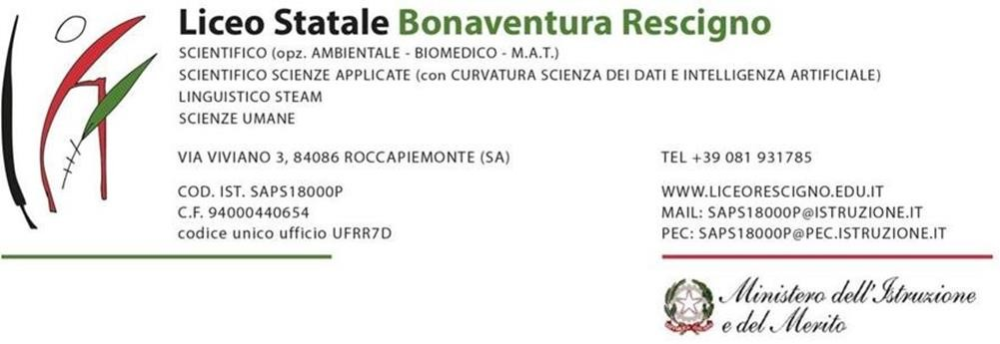 Liceo Statale Bonaventura Rescigno
SCIENTIFICO (opz. AMBIENTALE - BIOMEDICO - M.A.T.)
SCIENTIFICO SCIENZE APPLICATE (con CURVATURA SCIENZA DEI DATI E INTELLIGENZA ARTIFICIALE)
LINGUISTICO STEAM
SCIENZE UMANE
VIA VIVIANO 3, 84086 ROCCAPIEMONTE (SA)
TEL +39 081 931785
COD. IST. SAPS18000P
C.F. 94000440654
codice unico ufficio UFRR7D
WWW.LICEORESCIGNO.EDU.IT
MAIL: SAPS18000P@ISTRUZIONE.IT
PEC: SAPS18000P@PEC.ISTRUZIONE.IT
Ministero dell'Istruzione
e del Merito